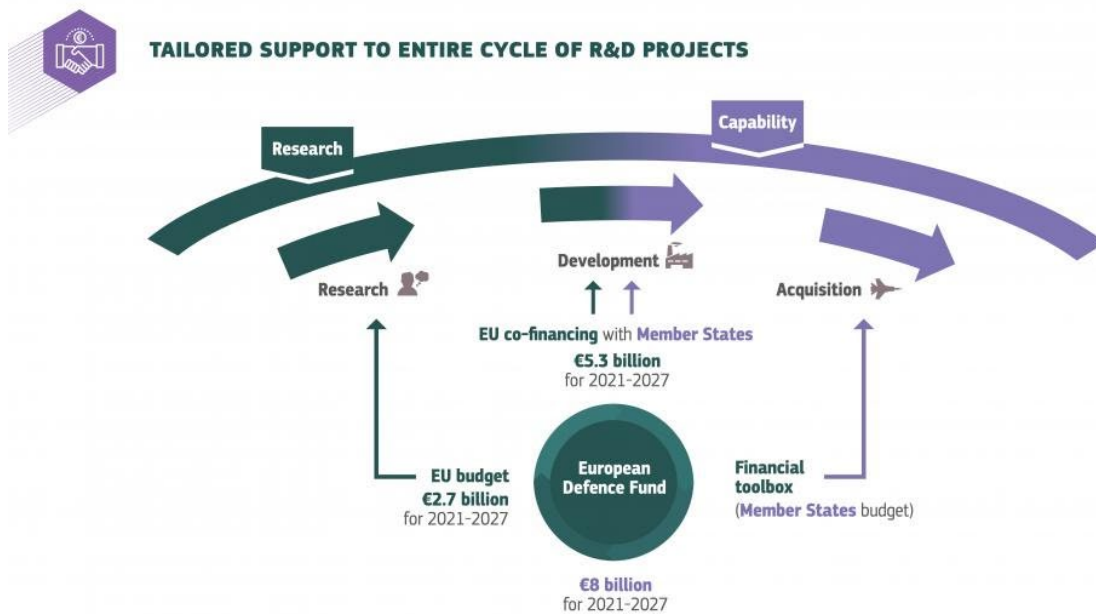 TAILORED SUPPORT TO ENTIRE CYCLE OF R&D PROJECTS
Research
Capability
Research
Development
Acquisition
EU co-financing with Member States
€5.3 billion
for 2021-2027
EU budget
€2.7 billion
for 2021-2027
European
Defence Fund
Financial
toolbox
(Member States budget)
€8 billion
for 2021-2027